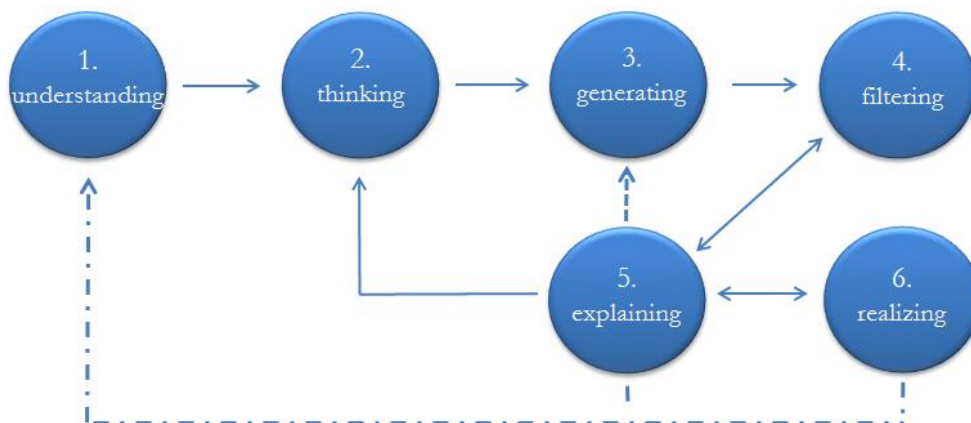 1.
understanding
2.
thinking
3.
generating
4.
filtering
5.
explaining
6.
realizing